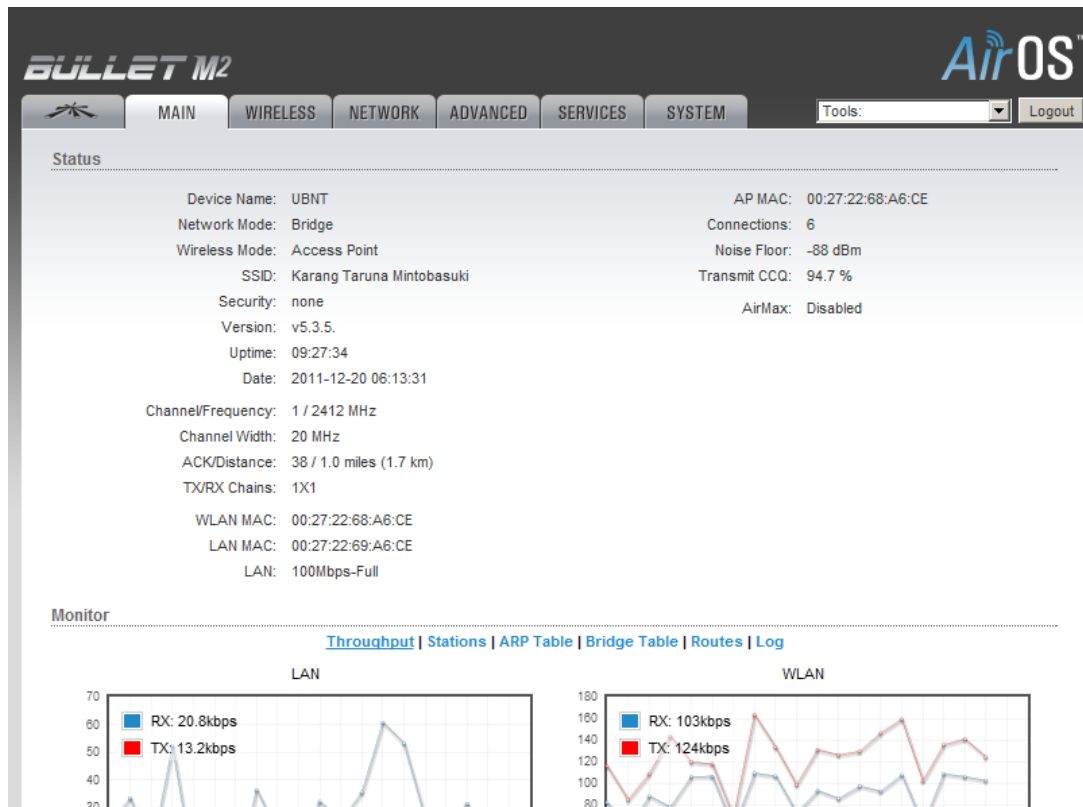 BULLET M2
AirOS™
MAIN WIRELESS NETWORK ADVANCED SERVICES SYSTEM Tools: Logout
Status
Device Name: UBNT
Network Mode: Bridge
Wireless Mode: Access Point
SSID: Karang Taruna Mintobasuki
Security: none
Version: v5.3.5.
Uptime: 09:27:34
Date: 2011-12-20 06:13:31
Channel/Frequency: 1 / 2412 MHz
Channel Width: 20 MHz
ACK/Distance: 38 / 1.0 miles (1.7 km)
TX/RX Chains: 1X1
WLAN MAC: 00:27:22:68:A6:CE
LAN MAC: 00:27:22:69:A6:CE
LAN: 100Mbps-Full
AP MAC: 00:27:22:68:A6:CE
Connections: 6
Noise Floor: -88 dBm
Transmit CCQ: 94.7 %
AirMax: Disabled
Monitor
Throughput | Stations | ARP Table | Bridge Table | Routes | Log
LAN
70
60
50
40
30
RX: 20.8kbps
TX: 13.2kbps
WLAN
180
160
140
120
100
80
RX: 103kbps
TX: 124kbps